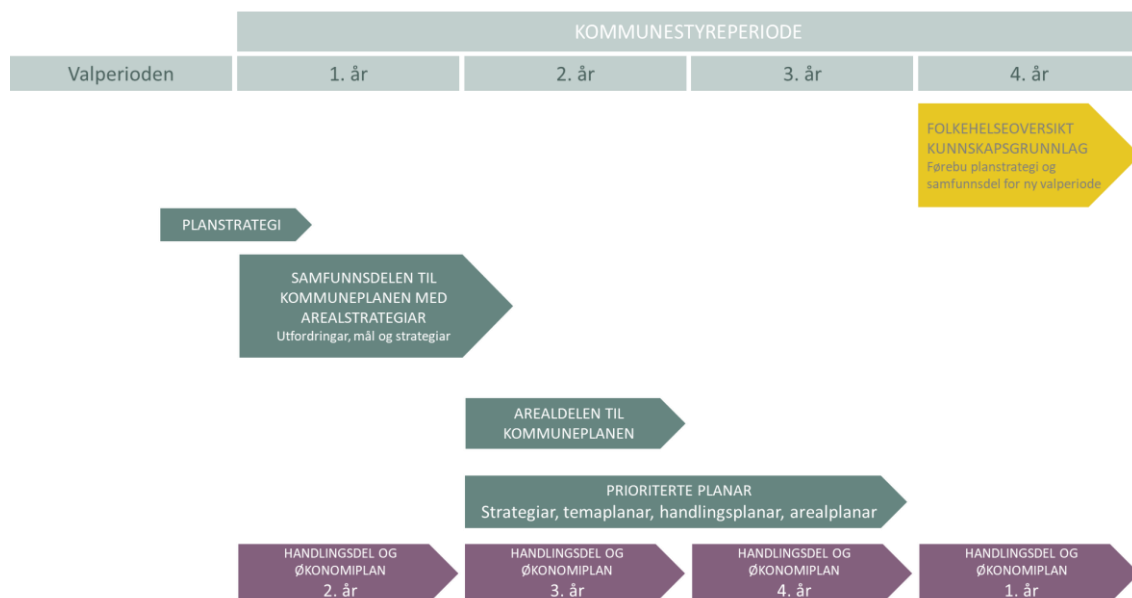 KOMMUNESTYREPERIODE
Valperioden
1. år
2. år
3. år
4. år
FOLKEHELSEOVERSIKT
KUNNSKAPSGRUNNLAG
Førebu planstrategi og
samfunnsdel for ny valperiode
PLANSTRATEGI
SAMFUNNSDELEN TIL
KOMMUNEPLANEN MED
AREALSTRATEGIAR
Utfordringar, mål og strategiar
AREALDELEN TIL
KOMMUNEPLANEN
PRIORITERTE PLANAR
Strategiar, temaplanar, handlingsplanar, arealplanar
HANDLINGSDEL OG
ØKONOMIPLAN
2. år
HANDLINGSDEL OG
ØKONOMIPLAN
3. år
HANDLINGSDEL OG
ØKONOMIPLAN
4. år
HANDLINGSDEL OG
ØKONOMIPLAN
1. år